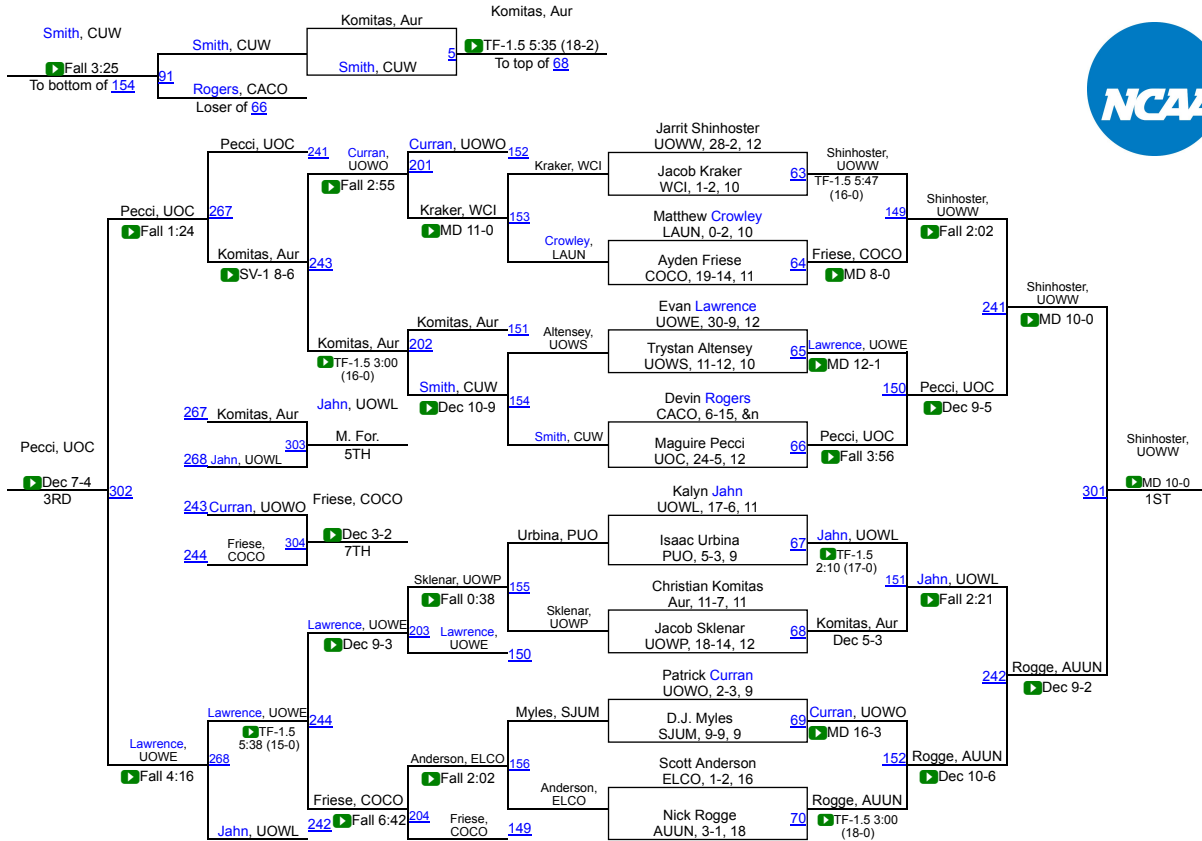 Komitas, Aur
Smith, CUW
Komitas, Aur
Smith, CUW
5
TF-1.5 5:35 (18-2)
Fall 3:25
91
Smith, CUW
To top of 68
To bottom of 154
Rogers, CACO
Loser of 66
NCAA
Jarrit Shinhoster
UOWW, 28-2, 12
Pecci, UOC
241
Curran,
UOWO
Fall 2:55
Curran, UOWO
152
201
Kraker, WCI
Jacob Kraker
WCI, 1-2, 10
63
Shinhoster,
UOWW
TF-1.5 5:47
(16-0)
Pecci, UOC
Fall 1:24
267
Kraker, WCI
MD 11-0
153
Matthew Crowley
LAUN, 0-2, 10
149
Shinhoster,
UOWW
Fall 2:02
Komitas, Aur
SV-1 8-6
243
Crowley,
LAUN
Ayden Friese
COCO, 19-14, 11
64
Friese, COCO
MD 8-0
Evan Lawrence
UOWE, 30-9, 12
241
Shinhoster,
UOWW
MD 10-0
Komitas, Aur
TF-1.5 3:00
(16-0)
Komitas, Aur
151
202
Altensey,
UOWS
Trystan Altensey
UOWS, 11-12, 10
65
Lawrence, UOWE
MD 12-1
Smith, CUW
Dec 10-9
154
Devin Rogers
CACO, 6-15, &n
150
Pecci, UOC
Dec 9-5
267
Komitas, Aur
Jahn, UOWL
303
M. For.
5TH
268
Jahn, UOWL
Smith, CUW
Maguire Pecci
UOC, 24-5, 12
66
Pecci, UOC
Fall 3:56
Pecci, UOC
Dec 7-4
3RD
302
Shinhoster,
UOWW
301
MD 10-0
1ST
243
Curran, UOWO
Friese, COCO
304
Dec 3-2
7TH
244
Friese,
COCO
Kalyn Jahn
UOWL, 17-6, 11
Urbina, PUO
Isaac Urbina
PUO, 5-3, 9
67
Jahn, UOWL
TF-1.5
2:10 (17-0)
Sklenar, UOWP
Fall 0:38
155
Christian Komitas
Aur, 11-7, 11
151
Jahn, UOWL
Fall 2:21
Lawrence, UOWE
Dec 9-3
203
Lawrence,
UOWE
150
Sklenar,
UOWP
Jacob Sklenar
UOWP, 18-14, 12
68
Komitas, Aur
Dec 5-3
242
Rogge, AUUN
Dec 9-2
Patrick Curran
UOWO, 2-3, 9
Lawrence, UOWE
TF-1.5
5:38 (15-0)
244
Myles, SJUM
D.J. Myles
SJUM, 9-9, 9
69
Curran, UOWO
MD 16-3
Lawrence,
UOWE
Fall 4:16
268
Anderson, ELCO
Fall 2:02
156
Scott Anderson
ELCO, 1-2, 16
152
Rogge, AUUN
Dec 10-6
Friese, COCO
Fall 6:42
204
Friese,
COCO
149
Anderson,
ELCO
Nick Rogge
AUUN, 3-1, 18
70
Rogge, AUUN
TF-1.5 3:00
(18-0)
Jahn, UOWL
242